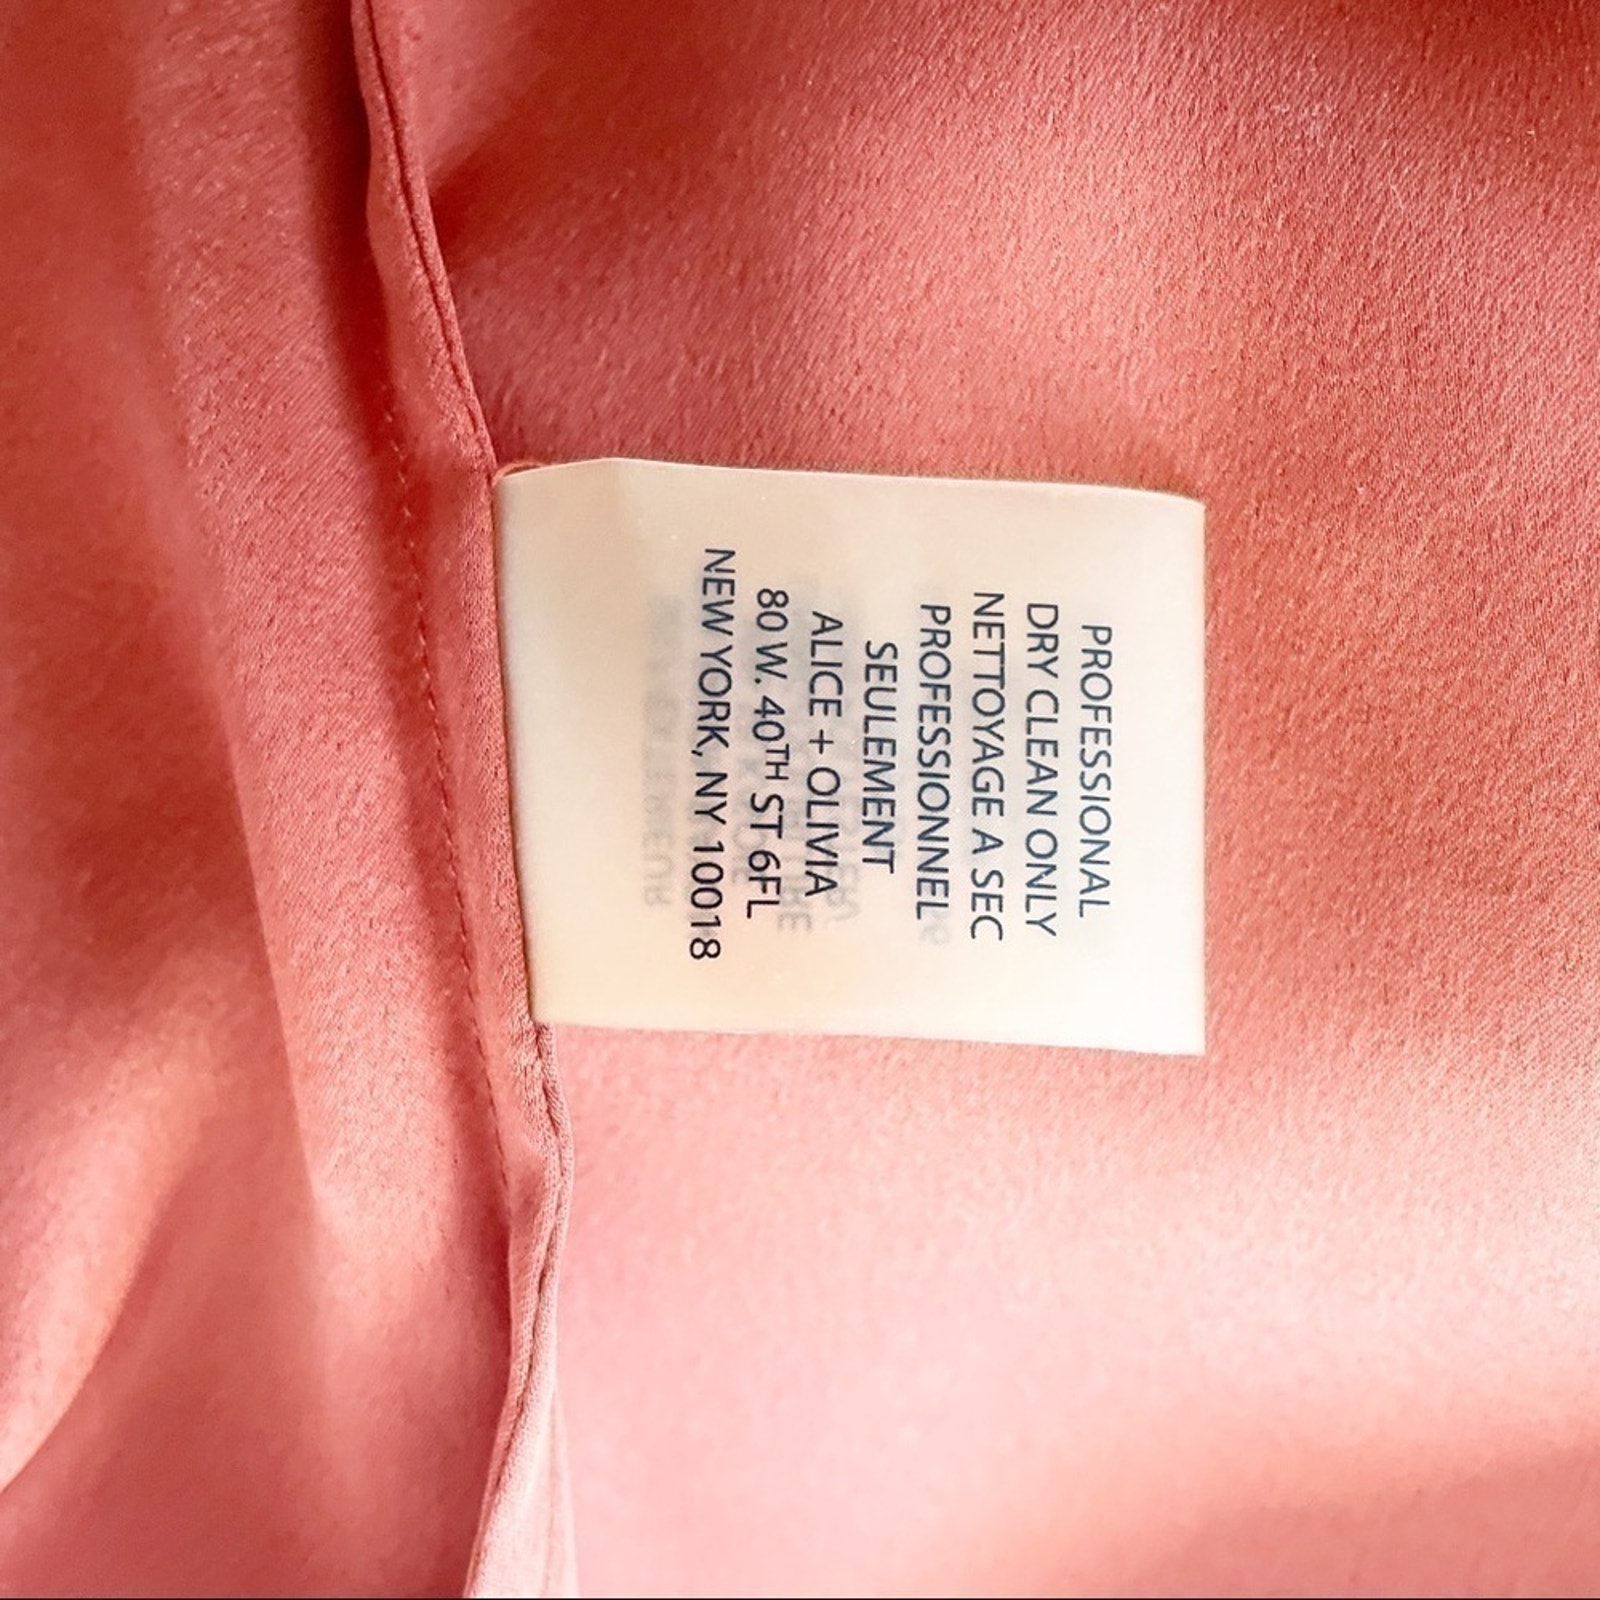 PROFESSIONAL
DRY CLEAN ONLY
NETTOYAGE A SEC
PROFESSIONNEL
SEULEMENT
ALICE + OLIVIA
80 W. 40TH ST 6FL
NEW YORK, NY 10018